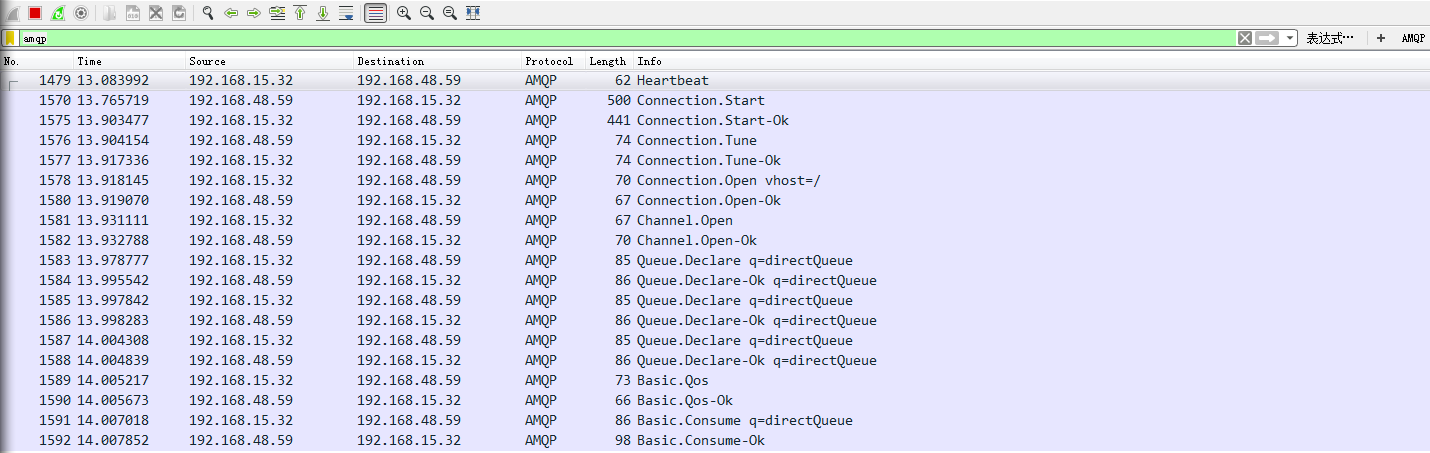 amqp 表达式… + AMQP
No. Time Source Destination Protocol Length Info
1479 13.083992 192.168.15.32 192.168.48.59 AMQP 62 Heartbeat
1570 13.765719 192.168.48.59 192.168.15.32 AMQP 500 Connection.Start
1575 13.903477 192.168.15.32 192.168.48.59 AMQP 441 Connection.Start-Ok
1576 13.904154 192.168.48.59 192.168.15.32 AMQP 74 Connection.Tune
1577 13.917336 192.168.15.32 192.168.48.59 AMQP 74 Connection.Tune-Ok
1578 13.918145 192.168.15.32 192.168.48.59 AMQP 70 Connection.Open vhost=/
1580 13.919070 192.168.48.59 192.168.15.32 AMQP 67 Connection.Open-Ok
1581 13.931111 192.168.15.32 192.168.48.59 AMQP 67 Channel.Open
1582 13.932788 192.168.48.59 192.168.15.32 AMQP 70 Channel.Open-Ok
1583 13.978777 192.168.15.32 192.168.48.59 AMQP 85 Queue.Declare q=directQueue
1584 13.995542 192.168.48.59 192.168.15.32 AMQP 86 Queue.Declare-Ok q=directQueue
1585 13.997842 192.168.15.32 192.168.48.59 AMQP 85 Queue.Declare q=directQueue
1586 13.998283 192.168.48.59 192.168.15.32 AMQP 86 Queue.Declare-Ok q=directQueue
1587 14.004308 192.168.15.32 192.168.48.59 AMQP 85 Queue.Declare q=directQueue
1588 14.004839 192.168.48.59 192.168.15.32 AMQP 86 Queue.Declare-Ok q=directQueue
1589 14.005217 192.168.15.32 192.168.48.59 AMQP 73 Basic.Qos
1590 14.005673 192.168.48.59 192.168.15.32 AMQP 66 Basic.Qos-Ok
1591 14.007018 192.168.15.32 192.168.48.59 AMQP 86 Basic.Consume q=directQueue
1592 14.007852 192.168.48.59 192.168.15.32 AMQP 98 Basic.Consume-Ok